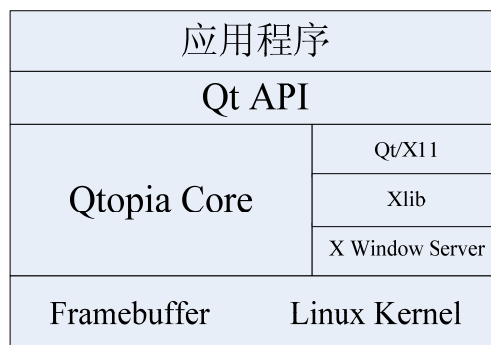 应用程序
Qt API
Qtopia Core
Qt/X11
Xlib
X Window Server
Framebuffer Linux Kernel